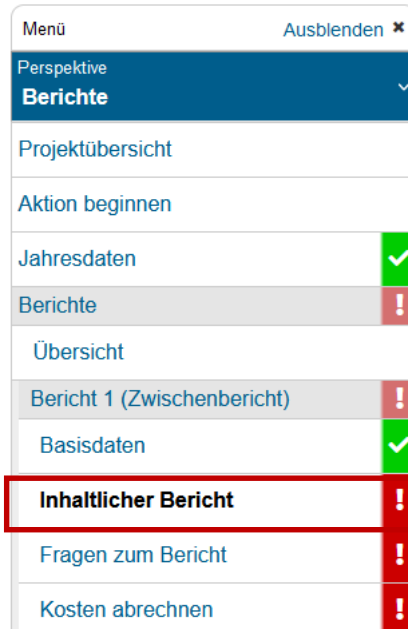 Menü Ausblenden ✖
Perspektive
Berichte
Projektübersicht
Aktion beginnen
Jahresdaten
Berichte !
Übersicht
Bericht 1 (Zwischenbericht) !
Basisdaten
Inhaltlicher Bericht !
Fragen zum Bericht !
Kosten abrechnen !